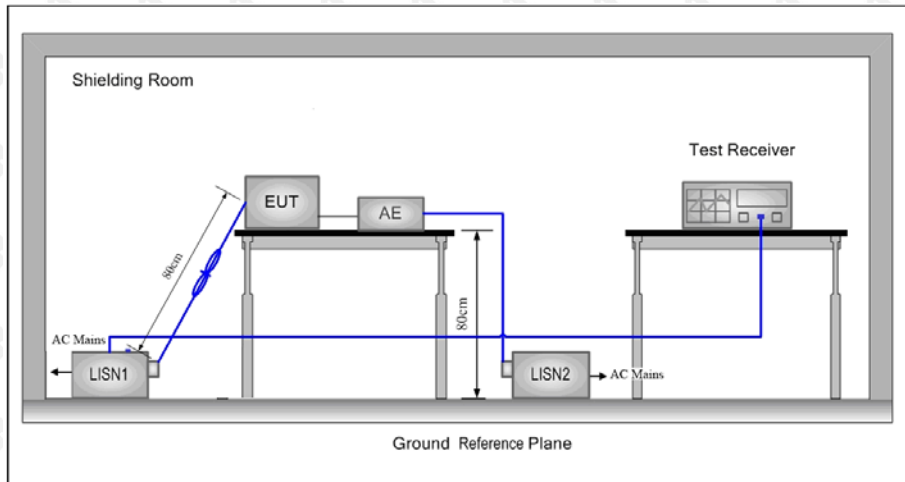 Shielding Room
Test Receiver
EUT
AE
80cm
80cm
AC Mains
LISN1
LISN2
AC Mains
Ground Reference Plane